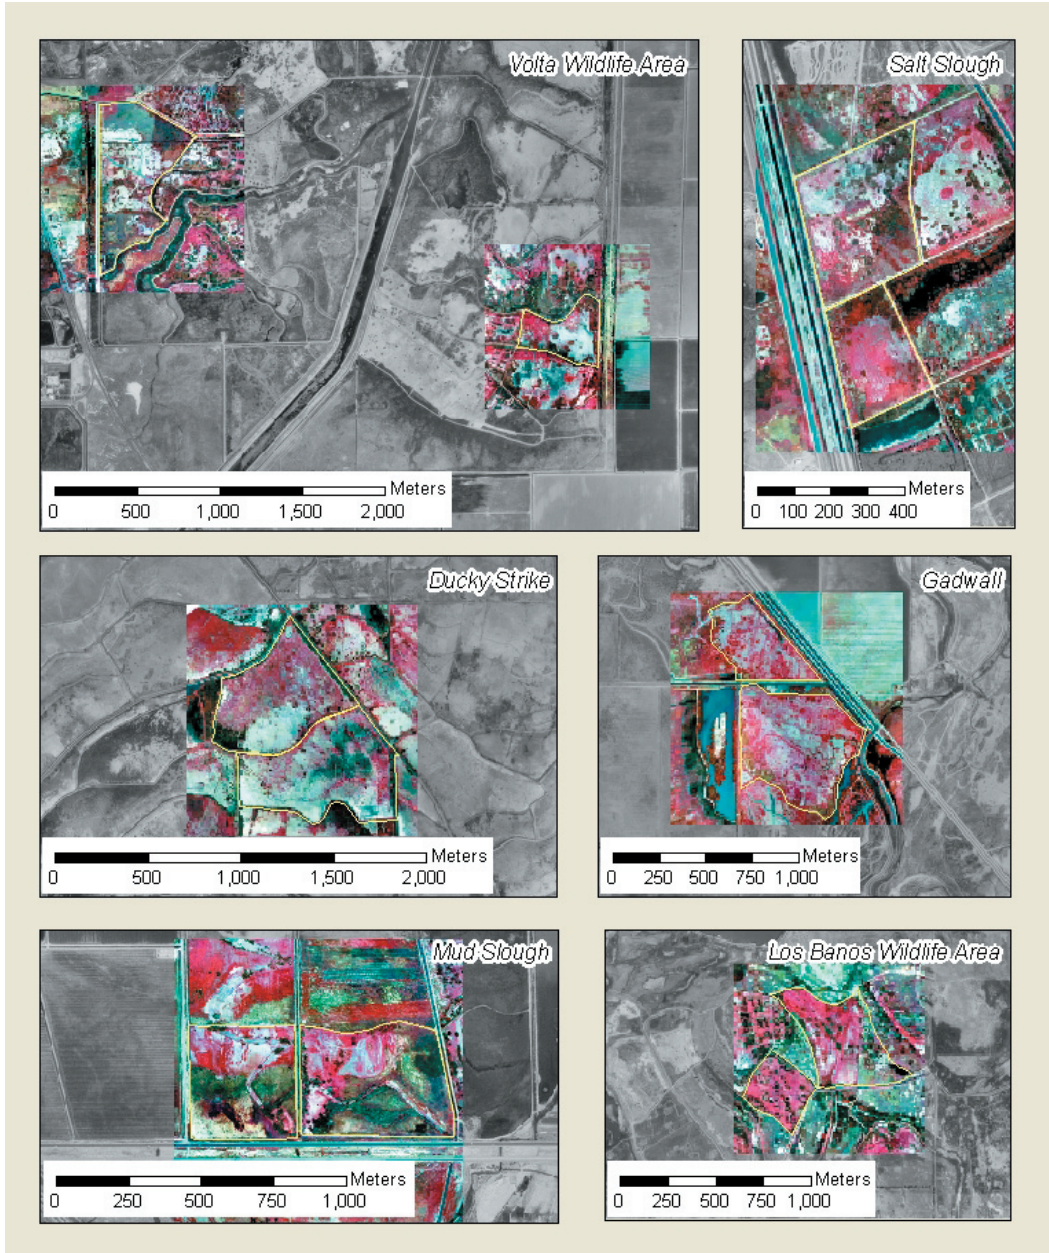 Volta Wildlife Area
Meters
0 500 1,000 1,500 2,000
Salt Slough
Meters
0 100 200 300 400
Ducky Strike
Meters
0 500 1,000 1,500 2,000
Gadwall
Meters
0 250 500 750 1,000
Mud Slough
Meters
0 250 500 750 1,000
Los Banos Wildlife Area
Meters
0 250 500 750 1,000